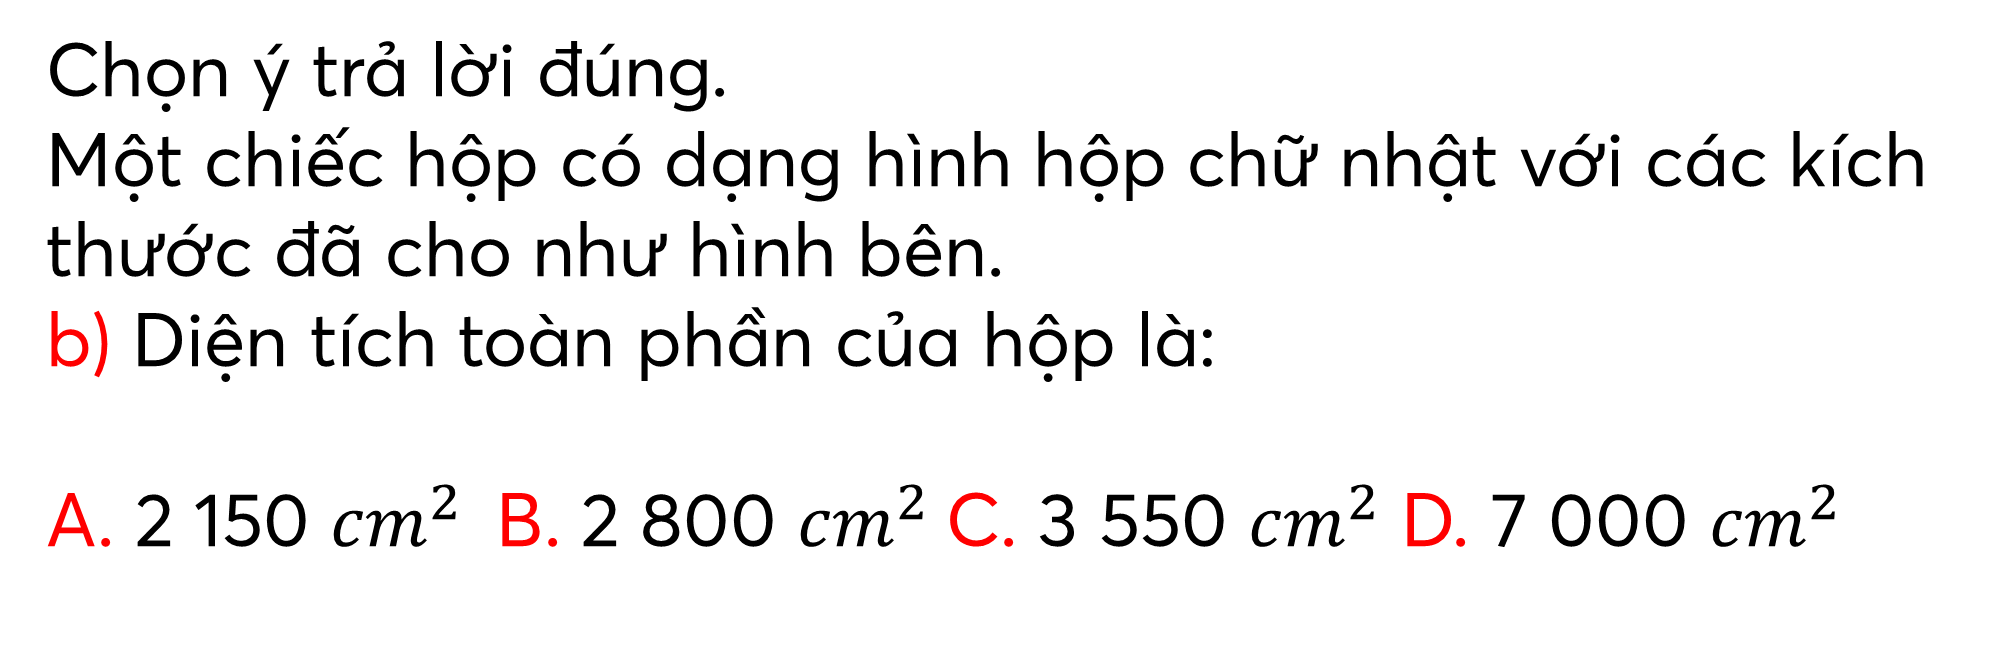 Chọn ý trả lời đúng.
Một chiếc hộp có dạng hình hộp chữ nhật với các kích
thước đã cho như hình bên.
b) Diện tích toàn phần của hộp là:
A. 2 150 cm² B. 2 800 cm² C. 3 550 cm² D. 7 000 cm²